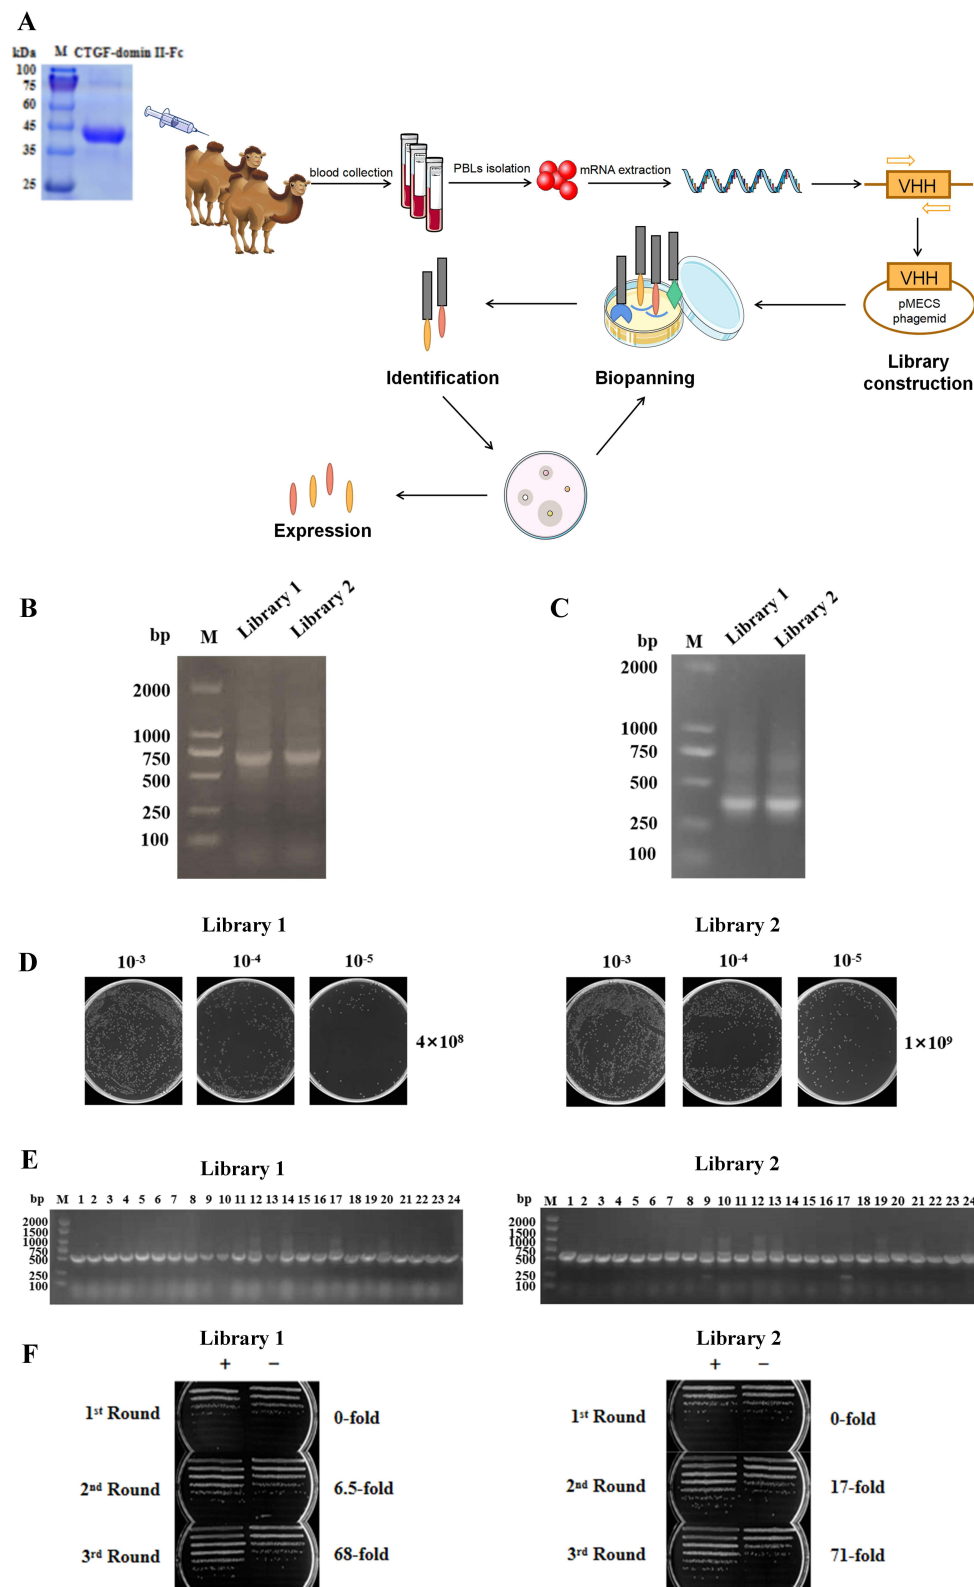 A
kDa M CTGF-domin II-Fc
100
75
60
45
35
25
blood collection
PBLs isolation
mRNA extraction
VHH
VHH
pMECS
phagemid
Library
construction
Biopanning
Identification
Expression
B
bp M Library 1 Library 2
2000
1000
750
500
250
100
C
bp M Library 1 Library 2
2000
1000
750
500
250
100
D
Library 1
10-3 10-4 10-5
4×108
Library 2
10-3 10-4 10-5
1×109
E
Library 1
bp M 1 2 3 4 5 6 7 8 9 10 11 12 13 14 15 16 17 18 19 20 21 22 23 24
2000
1500
1000
750
500
250
100
Library 2
bp M 1 2 3 4 5 6 7 8 9 10 11 12 13 14 15 16 17 18 19 20 21 22 23 24
2000
1500
1000
750
500
250
100
F
Library 1
+ −
1st Round 0-fold
2nd Round 6.5-fold
3rd Round 68-fold
Library 2
+ −
1st Round 0-fold
2nd Round 17-fold
3rd Round 71-fold